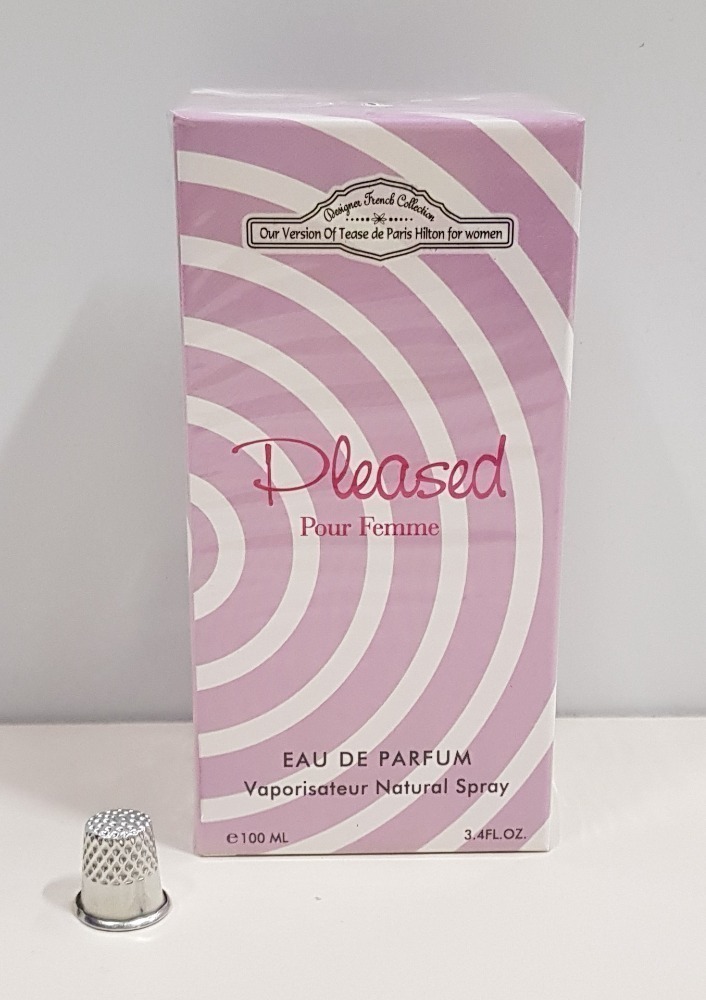 Designer French Collection
Our Version Of Tease de Paris Hilton for women
Pleased
Pour Femme
EAU DE PARFUM
Vaporisateur Natural Spray
℮100 ML 3.4FL.OZ.